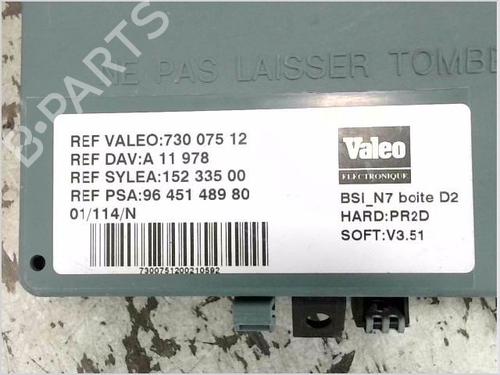 NE PAS LAISSER TOMBE
B-PARTS
REF VALEO:730 075 12
REF DAV:A 11 978
REF SYLEA:152 335 00
REF PSA:96 451 489 80
01/114/N
7300751200210592
Valeo
ELECTRONIQUE
BSI_N7 boite D2
HARD:PR2D
SOFT:V3.51